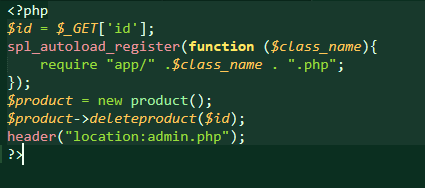 <?php
$id = $_GET['id'];
spl_autoload_register(function ($class_name){
    require "app/" .$class_name . ".php";
});
$product = new product();
$product->deleteproduct($id);
header("location:admin.php");
?>